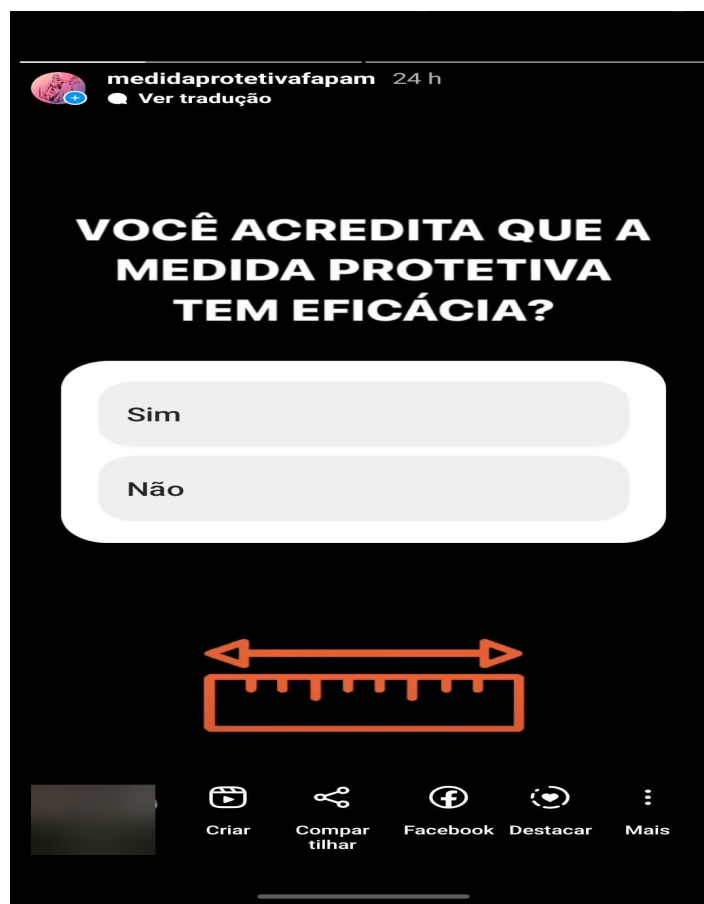 medidaprotetivafapam 24 h
Ver tradução
VOCÊ ACREDITA QUE A
MEDIDA PROTETIVA
TEM EFICÁCIA?
Sim
Não
Criar
Compar
tilhar
Facebook
Destacar
Mais